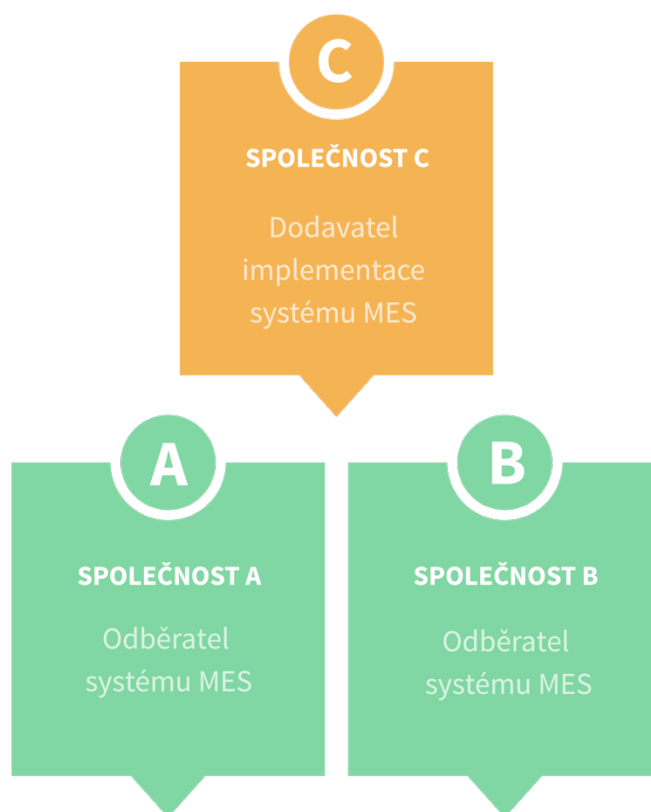 C
SPOLEČNOST C
Dodavatel
implementace
systému MES
A
SPOLEČNOST A
Odběratel
systému MES
B
SPOLEČNOST B
Odběratel
systému MES